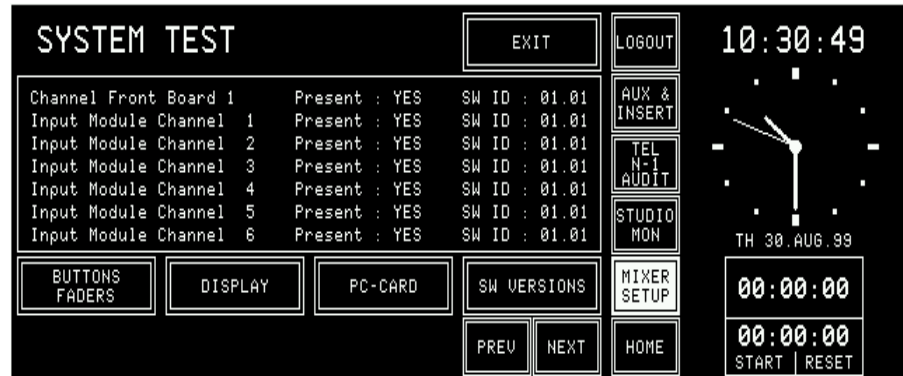 SYSTEM TEST
EXIT
Channel Front Board 1 Present : YES SW ID : 01.01
Input Module Channel 1 Present : YES SW ID : 01.01
Input Module Channel 2 Present : YES SW ID : 01.01
Input Module Channel 3 Present : YES SW ID : 01.01
Input Module Channel 4 Present : YES SW ID : 01.01
Input Module Channel 5 Present : YES SW ID : 01.01
Input Module Channel 6 Present : YES SW ID : 01.01
BUTTONS
FADERS
DISPLAY
PC-CARD
SW VERSIONS
PREV
NEXT
LOGOUT
AUX &
INSERT
TEL
N-1
AUDIT
STUDIO
MON
MIXER
SETUP
HOME
10:30:49
TH 30.AUG.99
00:00:00
00:00:00
START RESET